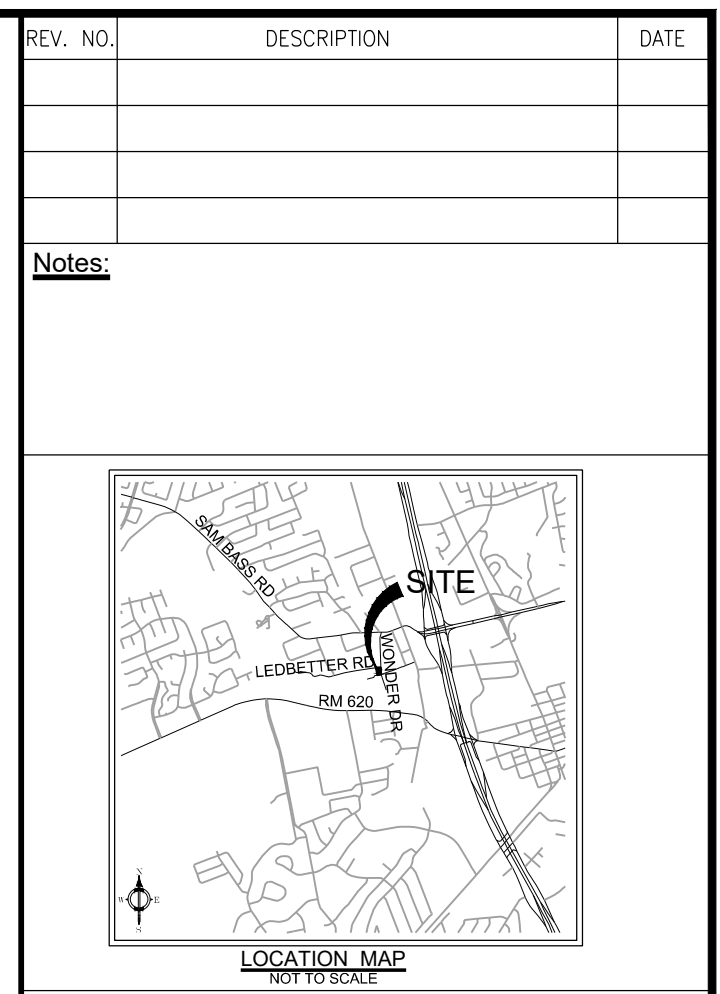 REV. NO. DESCRIPTION DATE
Notes:
SAM BASS RD
SITE
WONDER DR
LEDBETTER RD
RM 620
N
W E
S
LOCATION MAP
NOT TO SCALE